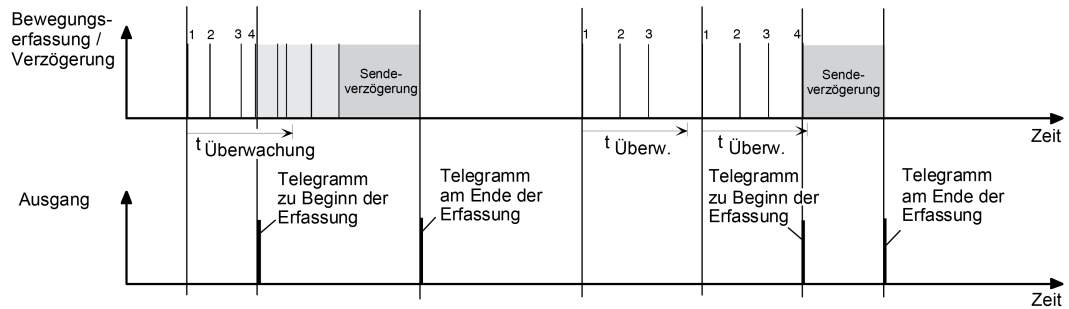 Bewegungs-
erfassung /
Verzögerung
1 2 3 4
1 2 3
1 2 3 4
Sende-
verzögerung
Sende-
verzögerung
Zeit
t Überwachung
t Überw.
t Überw.
Ausgang
Telegramm
zu Beginn der
Erfassung
Telegramm
am Ende der
Erfassung
Telegramm
zu Beginn der
Erfassung
Telegramm
am Ende der
Erfassung
Zeit